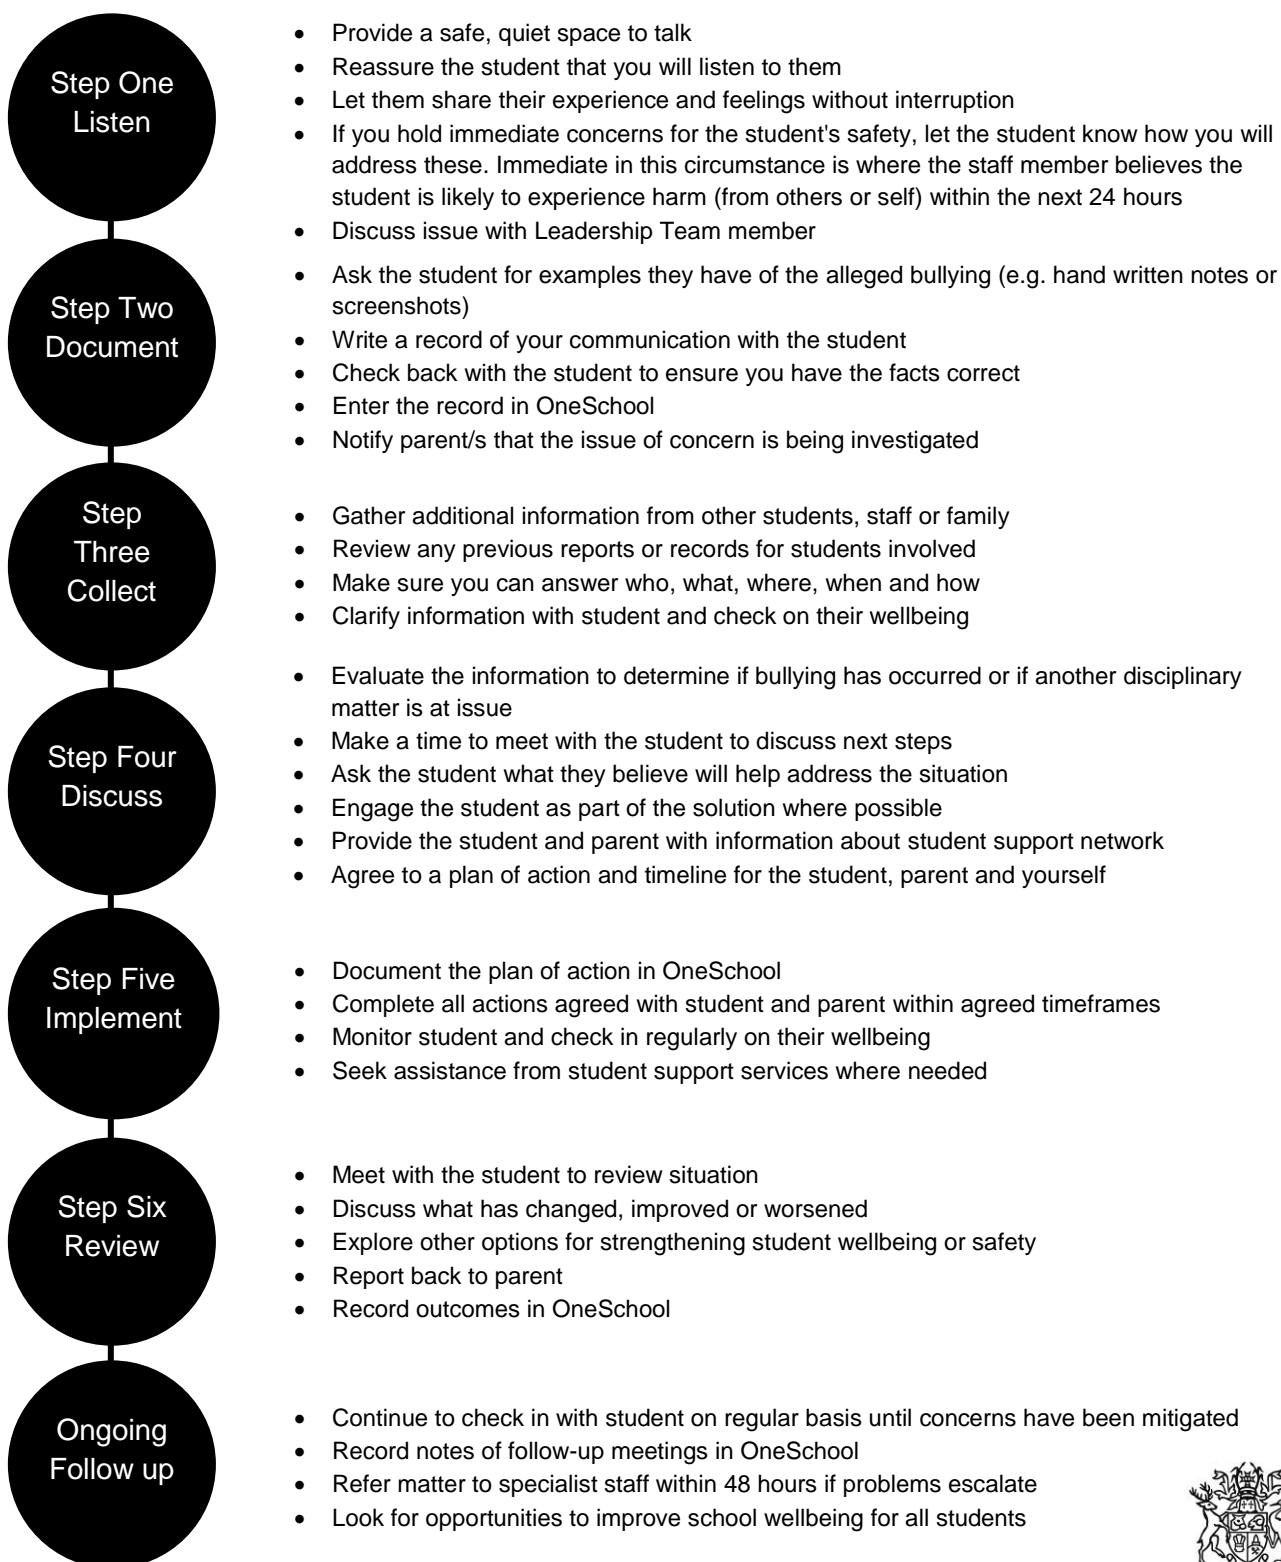 Step One
Listen
• Provide a safe, quiet space to talk
• Reassure the student that you will listen to them
• Let them share their experience and feelings without interruption
• If you hold immediate concerns for the student's safety, let the student know how you will
address these. Immediate in this circumstance is where the staff member believes the
student is likely to experience harm (from others or self) within the next 24 hours
• Discuss issue with Leadership Team member
Step Two
Document
• Ask the student for examples they have of the alleged bullying (e.g. hand written notes or
screenshots)
• Write a record of your communication with the student
• Check back with the student to ensure you have the facts correct
• Enter the record in OneSchool
• Notify parent/s that the issue of concern is being investigated
Step
Three
Collect
• Gather additional information from other students, staff or family
• Review any previous reports or records for students involved
• Make sure you can answer who, what, where, when and how
• Clarify information with student and check on their wellbeing
Step Four
Discuss
• Evaluate the information to determine if bullying has occurred or if another disciplinary
matter is at issue
• Make a time to meet with the student to discuss next steps
• Ask the student what they believe will help address the situation
• Engage the student as part of the solution where possible
• Provide the student and parent with information about student support network
• Agree to a plan of action and timeline for the student, parent and yourself
Step Five
Implement
• Document the plan of action in OneSchool
• Complete all actions agreed with student and parent within agreed timeframes
• Monitor student and check in regularly on their wellbeing
• Seek assistance from student support services where needed
Step Six
Review
• Meet with the student to review situation
• Discuss what has changed, improved or worsened
• Explore other options for strengthening student wellbeing or safety
• Report back to parent
• Record outcomes in OneSchool
Ongoing
Follow up
• Continue to check in with student on regular basis until concerns have been mitigated
• Record notes of follow-up meetings in OneSchool
• Refer matter to specialist staff within 48 hours if problems escalate
• Look for opportunities to improve school wellbeing for all students